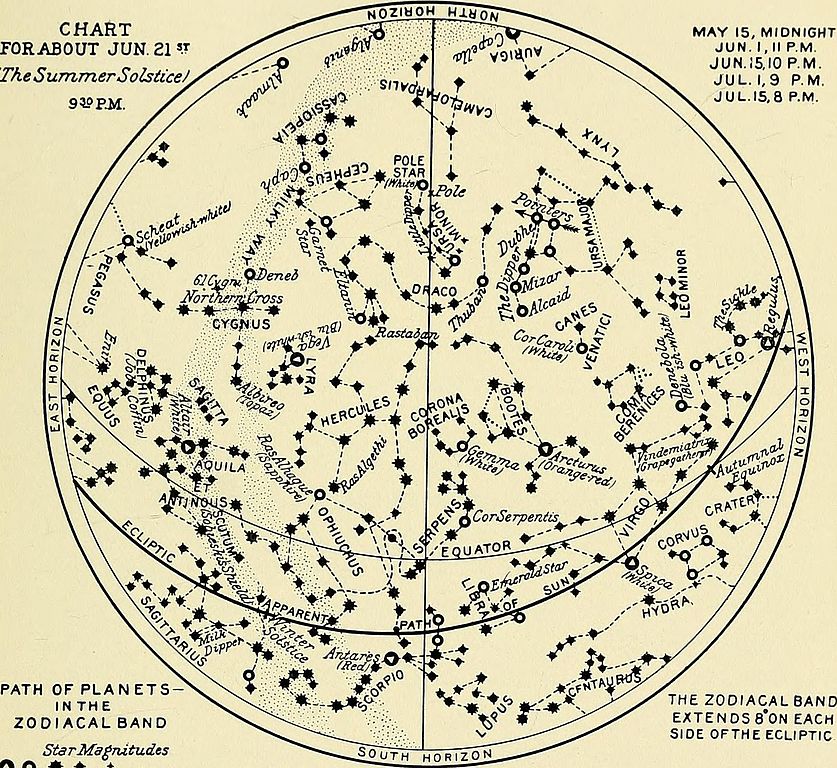 CHART
FOR ABOUT JUN. 21ST
(The Summer Solstice)
9 30 P.M.
MAY 15, MIDNIGHT
JUN. 1, 11 P.M.
JUN. 15, 10 P.M.
JUL. 1, 9 P.M.
JUL. 15, 8 P.M.
NORTH HORIZON
Algenib
Capella
AURIGA
Almaak
CAMELOPARDALIS
CASSIOPEIA
LYNX
Caph
CEPHEUS
POLE
STAR
(White)
Pole
MILKY WAY
Little Dipper
URSA
MINOR
Pointers
Dubhe
URSA MAJOR
Scheat
(Yellowish-white)
PEGASUS
Garnet
Star
Eltanin
61 Cygni
Deneb
Northern Cross
CYGNUS
DRACO
Thuban
The Dipper
Mizar
Alcaid
LEO MINOR
The Sickle
Regulus
Rastaban
Vega
LYRA
CANES
VENATICI
Cor Caroli
(White)
Denebola
(Bluish-white)
LEO
EAST HORIZON
WEST HORIZON
DELPHINUS
EQUUS
SAGITTA
Albireo
(Topaz)
HERCULES
CORONA
BOREALIS
BOOTES
COMA
BERENICES
Altair
(White)
AQUILA
ET
ANTINOUS
Ras Alhague
(Sapphire)
Ras Algethi
Gemma
(White)
Arcturus
(Orange-red)
Vindemiatrix
(Grapegatherer)
Autumnal
Equinox
OPHIUCHUS
SERPENS
Cor Serpentis
VIRGO
CRATER
CORVUS
SCUTUM
Sobieski's Shield
ECLIPTIC
EQUATOR
Emerald Star
LIBRA
Spica
(White)
HYDRA
APPARENT
PATH
OF
SUN
SAGITTARIUS
Milk
Dipper
Winter
Solstice
Antares
(Red)
SCORPIO
LUPUS
CENTAURUS
SOUTH HORIZON
PATH OF PLANETS—
IN THE
ZODIACAL BAND
Star Magnitudes
THE ZODIACAL BAND
EXTENDS 8° ON EACH
SIDE OF THE ECLIPTIC